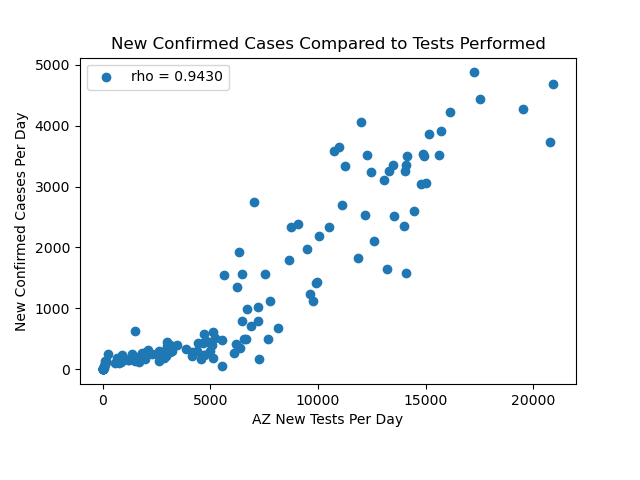 New Confirmed Cases Compared to Tests Performed
rho = 0.9430
New Confirmed Caeses Per Day
5000
4000
3000
2000
1000
0
0 5000 10000 15000 20000
AZ New Tests Per Day